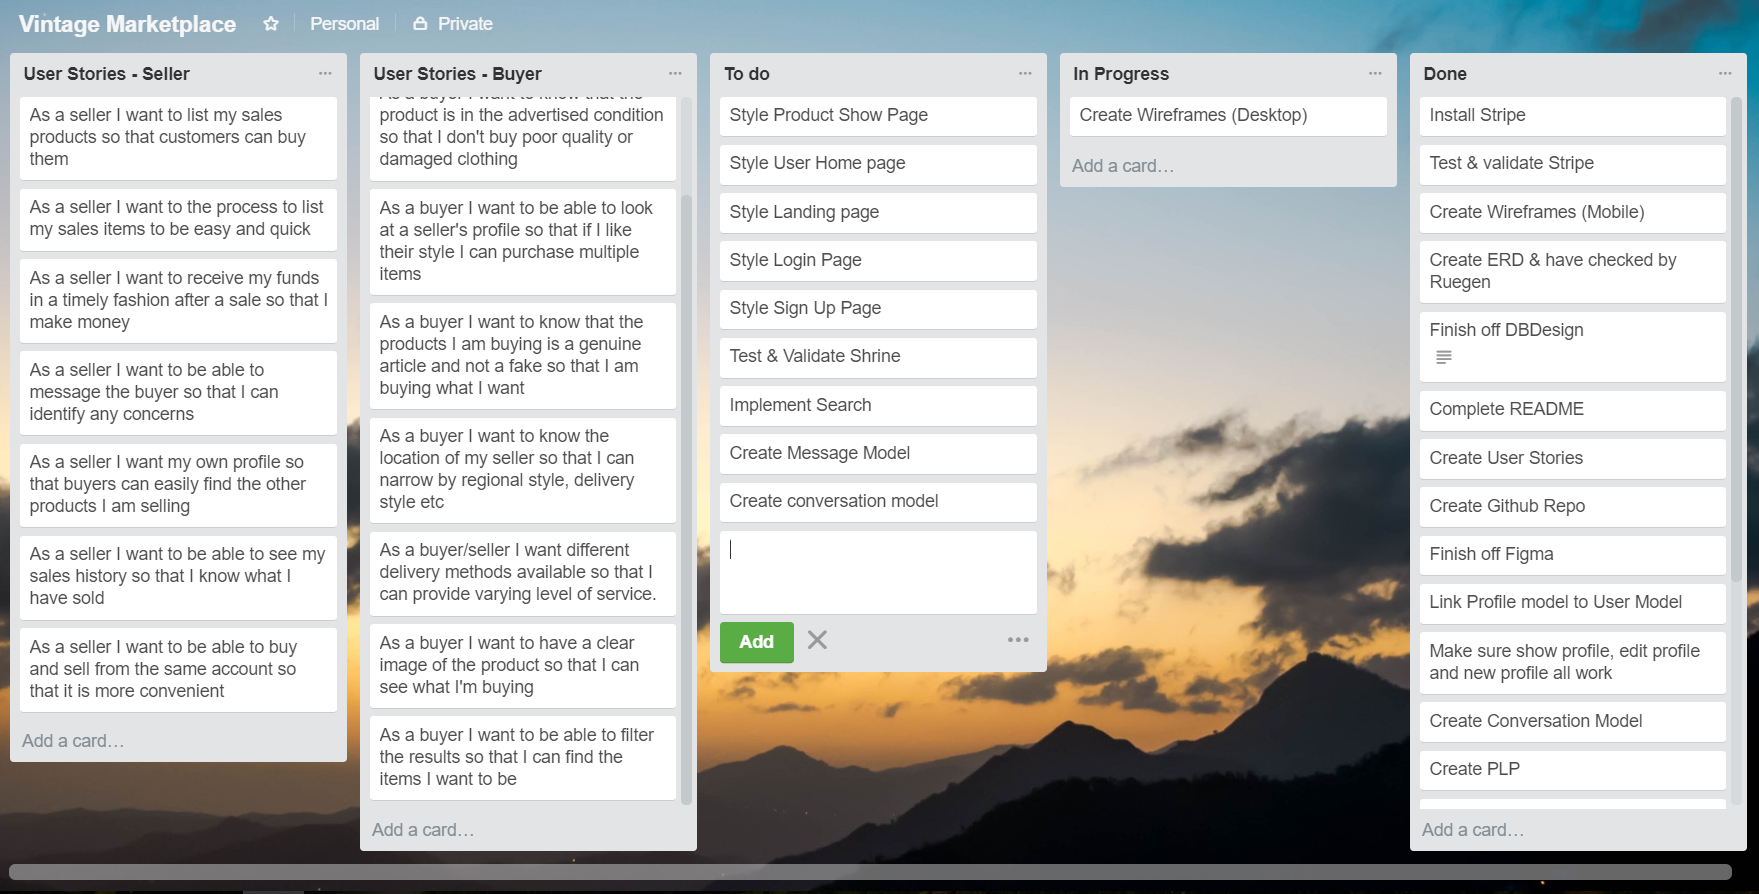 Vintage Marketplace
Personal
Private
User Stories - Seller
As a seller I want to list my sales
products so that customers can buy
them
As a seller I want to the process to list
my sales items to be easy and quick
As a seller I want to receive my funds
in a timely fashion after a sale so that I
make money
As a seller I want to be able to
message the buyer so that I can
identify any concerns
As a seller I want my own profile so
that buyers can easily find the other
products I am selling
As a seller I want to be able to see my
sales history so that I know what I
have sold
As a seller I want to be able to buy
and sell from the same account so
that it is more convenient
Add a card…
User Stories - Buyer
As a buyer I want to know that the
product is in the advertised condition
so that I don't buy poor quality or
damaged clothing
As a buyer I want to be able to look
at a seller's profile so that if I like
their style I can purchase multiple
items
As a buyer I want to know that the
products I am buying is a genuine
article and not a fake so that I am
buying what I want
As a buyer I want to know the
location of my seller so that I can
narrow by regional style, delivery
style etc
As a buyer/seller I want different
delivery methods available so that I
can provide varying level of service.
As a buyer I want to have a clear
image of the product so that I can
see what I'm buying
As a buyer I want to be able to filter
the results so that I can find the
items I want to be
Add a card…
To do
Style Product Show Page
Style User Home page
Style Landing page
Style Login Page
Style Sign Up Page
Test & Validate Shrine
Implement Search
Create Message Model
Create conversation model
Add
In Progress
Create Wireframes (Desktop)
Add a card…
Done
Install Stripe
Test & validate Stripe
Create Wireframes (Mobile)
Create ERD & have checked by
Ruegen
Finish off DBDesign
Complete README
Create User Stories
Create Github Repo
Finish off Figma
Link Profile model to User Model
Make sure show profile, edit profile
and new profile all work
Create Conversation Model
Create PLP
Add a card…